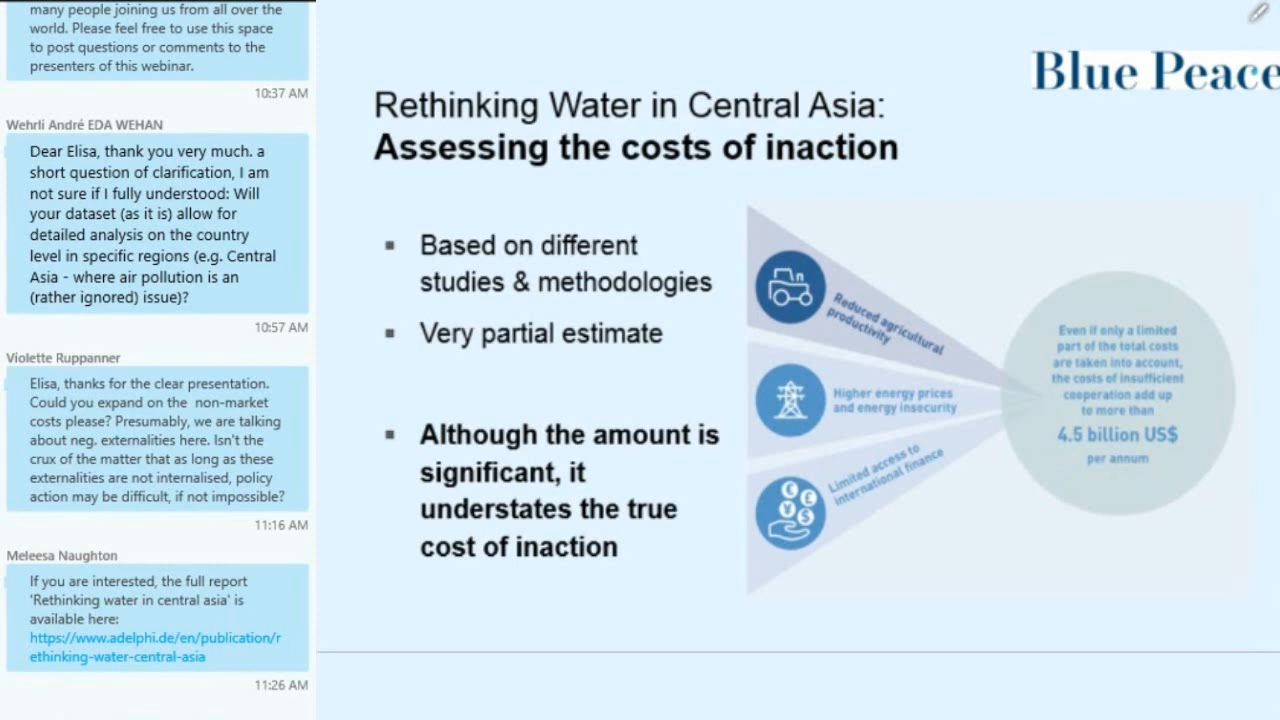 many people joining us from all over the
world. Please feel free to use this space
to post questions or comments to the
presenters of this webinar.
10:37 AM
Wehrli André EDA WEHAN
Dear Elisa, thank you very much. a
short question of clarification, I am
not sure if I fully understood: Will
your dataset (as it is) allow for
detailed analysis on the country
level in specific regions (e.g. Central
Asia - where air pollution is an
(rather ignored) issue)?
10:57 AM
Violette Ruppanner
Elisa, thanks for the clear presentation.
Could you expand on the non-market
costs please? Presumably, we are talking
about neg. externalities here. Isn't the
crux of the matter that as long as these
externalities are not internalised, policy
action may be difficult, if not impossible?
11:16 AM
Meleesa Naughton
If you are interested, the full report
'Rethinking water in central asia' is
available here:
https://www.adelphi.de/en/publication/r
ethinking-water-central-asia
11:26 AM
Blue Peace
Rethinking Water in Central Asia:
Assessing the costs of inaction
Based on different
studies & methodologies
Very partial estimate
Although the amount is
significant, it
understates the true
cost of inaction
Reduced agricultural
productivity
Higher energy prices
and energy insecurity
Limited access to
international finance
Even if only a limited
part of the total costs
are taken into account,
the costs of insufficient
cooperation add up
to more than
4.5 billion US$
per annum